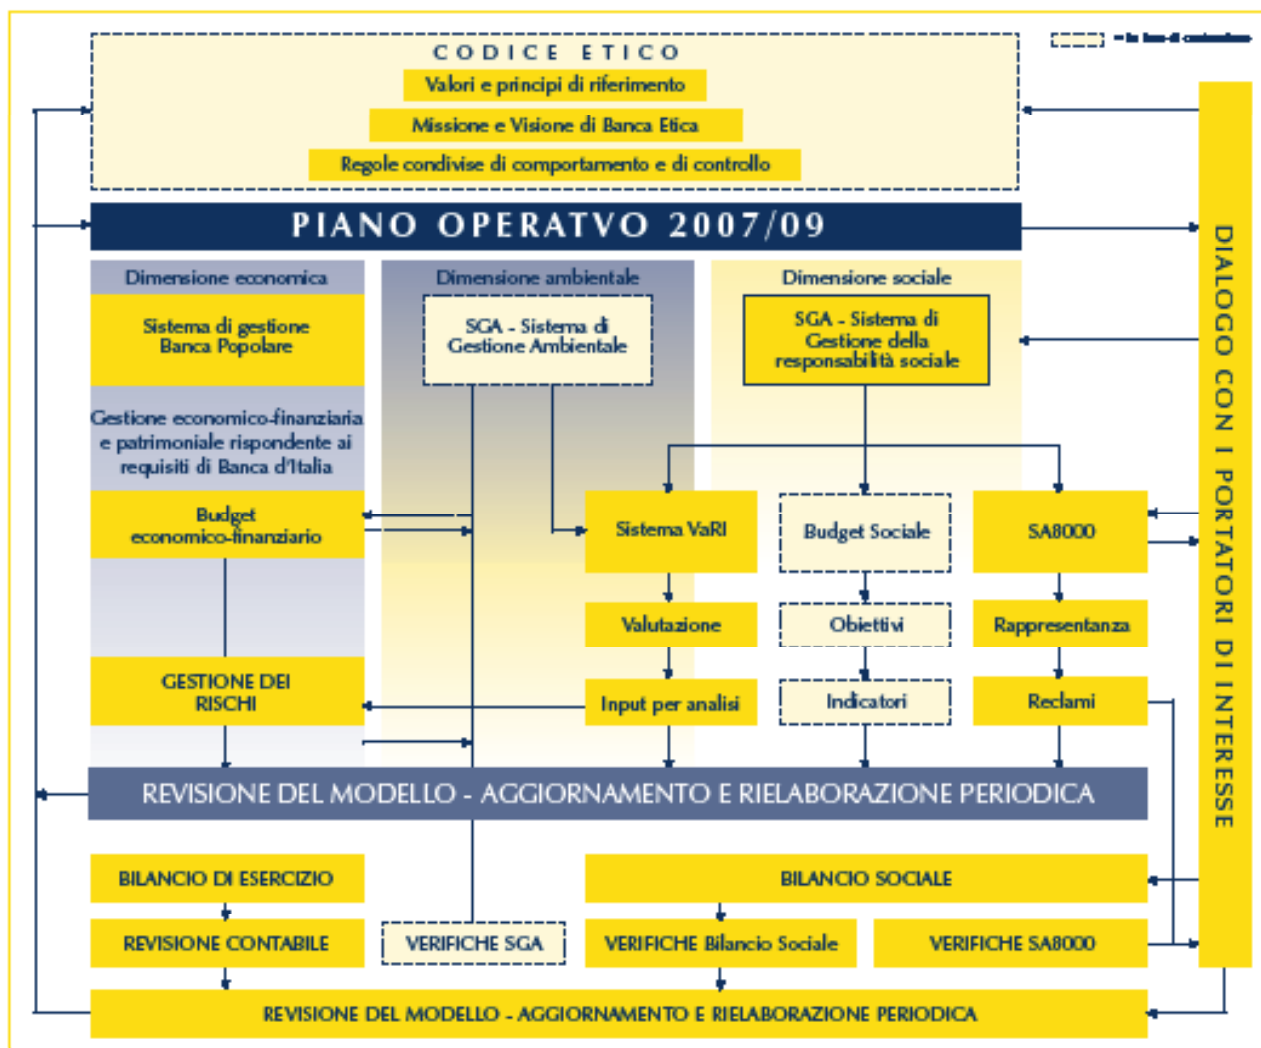 CODICE ETICO
Valori e principi di riferimento
Missione e Visione di Banca Etica
Regole condivise di comportamento e di controllo
PIANO OPERATVO 2007/09
Dimensione economica
Dimensione ambientale
Dimensione sociale
Sistema di gestione
Banca Popolare
SGA - Sistema di
Gestione Ambientale
SGA - Sistema di
Gestione della
responsabilità sociale
Gestione economico-finanziaria
e patrimoniale rispondente ai
requisiti di Banca d'Italia
Budget
economico-finanziario
Sistema VaRI
Budget Sociale
SA8000
Valutazione
Obiettivi
Rappresentanza
GESTIONE DEI
RISCHI
Input per analisi
Indicatori
Reclami
REVISIONE DEL MODELLO - AGGIORNAMENTO E RIELABORAZIONE PERIODICA
BILANCIO DI ESERCIZIO
BILANCIO SOCIALE
REVISIONE CONTABILE
VERIFICHE SGA
VERIFICHE Bilancio Sociale
VERIFICHE SA8000
REVISIONE DEL MODELLO - AGGIORNAMENTO E RIELABORAZIONE PERIODICA
DIALOGO CON I PORTATORI DI INTERESSE